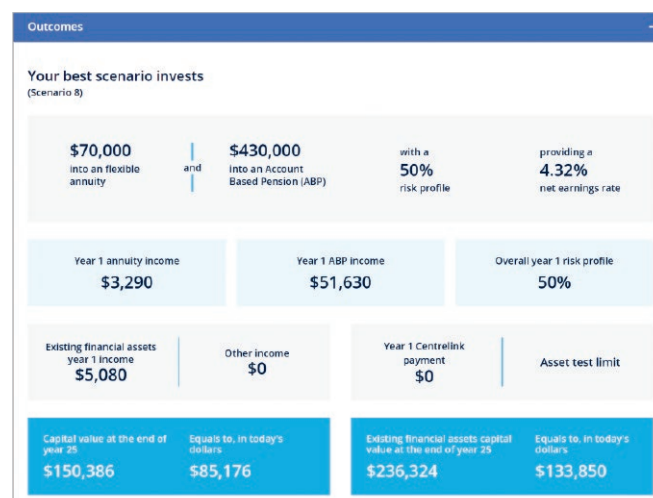 Outcomes
Your best scenario invests
(Scenario 8)
$70,000
into an flexible
annuity
and
$430,000
into an Account
Based Pension (ABP)
with a
50%
risk profile
providing a
4.32%
net earnings rate
Year 1 annuity income
$3,290
Year 1 ABP income
$51,630
Overall year 1 risk profile
50%
Existing financial assets
year 1 income
$5,080
Other income
$0
Year 1 Centrelink
payment
$0
Asset test limit
Capital value at the end of
year 25
$150,386
Equals to, in today's
dollars
$85,176
Existing financial assets capital
value at the end of year 25
$236,324
Equals to, in today's
dollars
$133,850